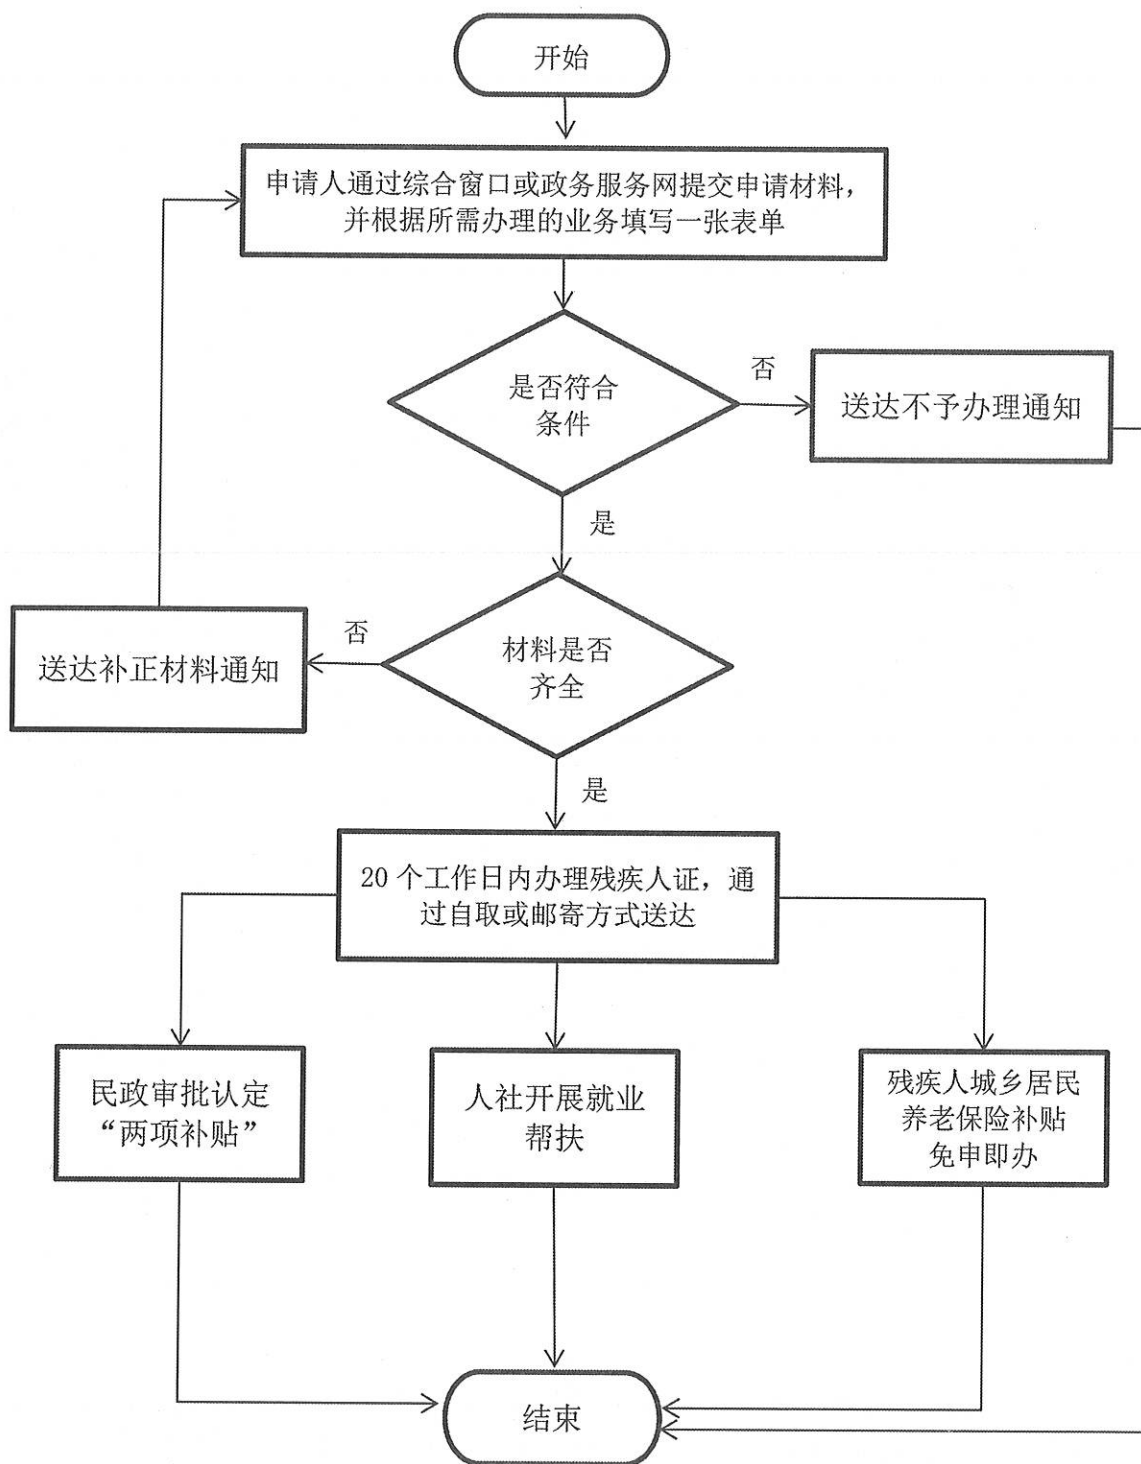 开始
申请人通过综合窗口或政务服务网提交申请材料，
并根据所需办理的业务填写一张表单
是否符合
条件
否
送达不予办理通知
是
材料是否
齐全
否
送达补正材料通知
是
20 个工作日内办理残疾人证，通
过自取或邮寄方式送达
民政审批认定
“两项补贴”
人社开展就业
帮扶
残疾人城乡居民
养老保险补贴
免申即办
结束